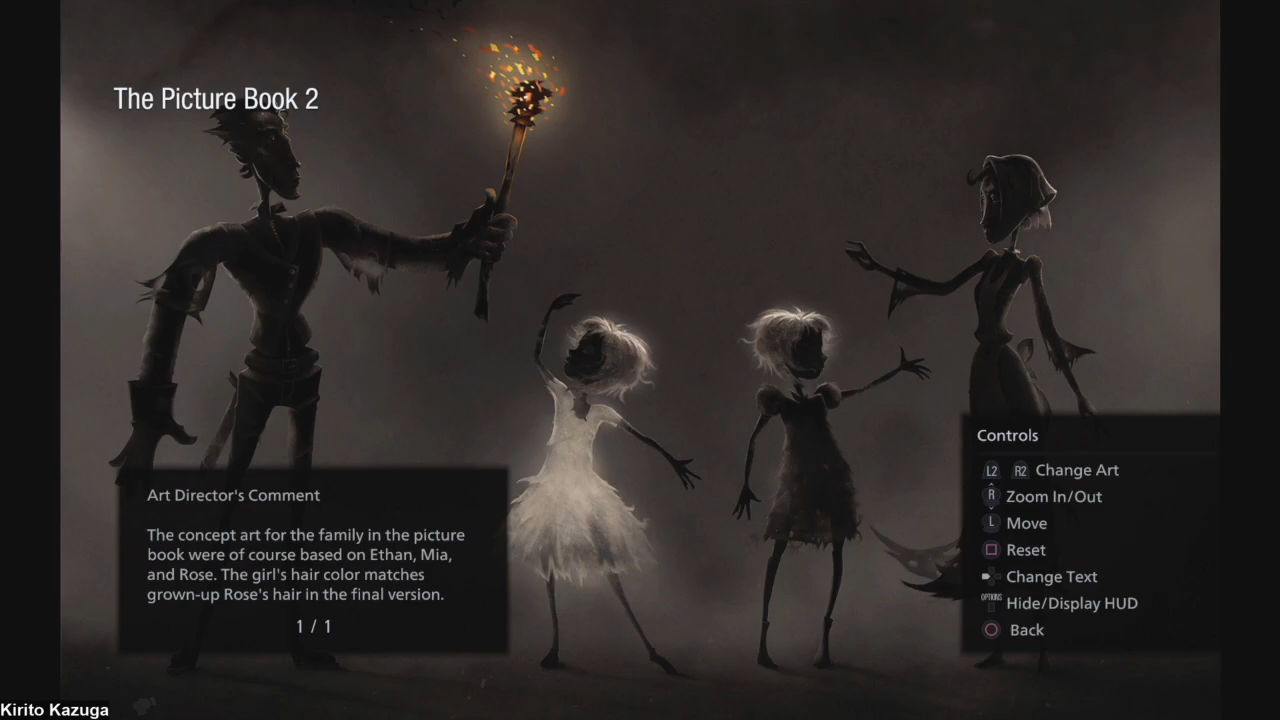 The Picture Book 2
Art Director's Comment
The concept art for the family in the picture
book were of course based on Ethan, Mia,
and Rose. The girl's hair color matches
grown-up Rose's hair in the final version.
1 / 1
Controls
L2 R2 Change Art
R Zoom In/Out
L Move
Reset
Change Text
OPTIONS Hide/Display HUD
Back
Kirito Kazuga